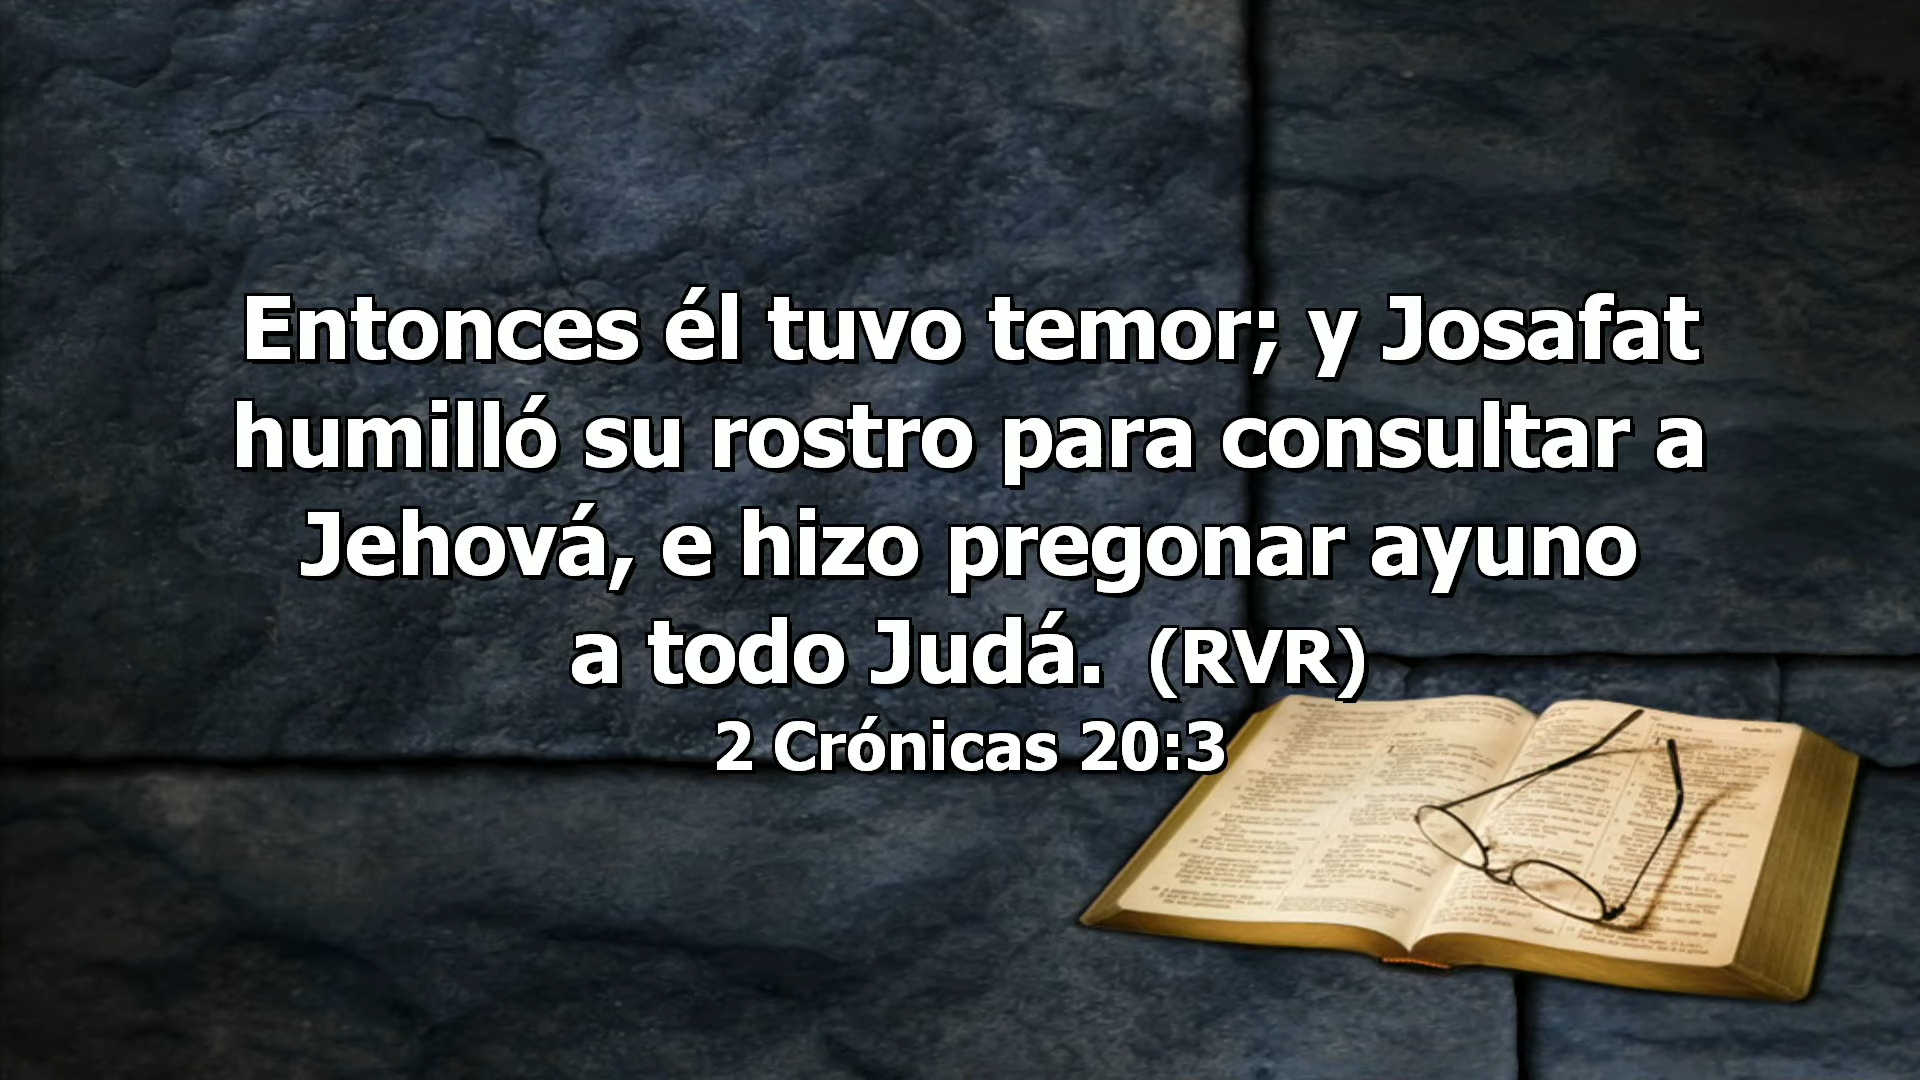 Entonces él tuvo temor; y Josafat
humilló su rostro para consultar a
Jehová, e hizo pregonar ayuno
a todo Judá. (RVR)
2 Crónicas 20:3